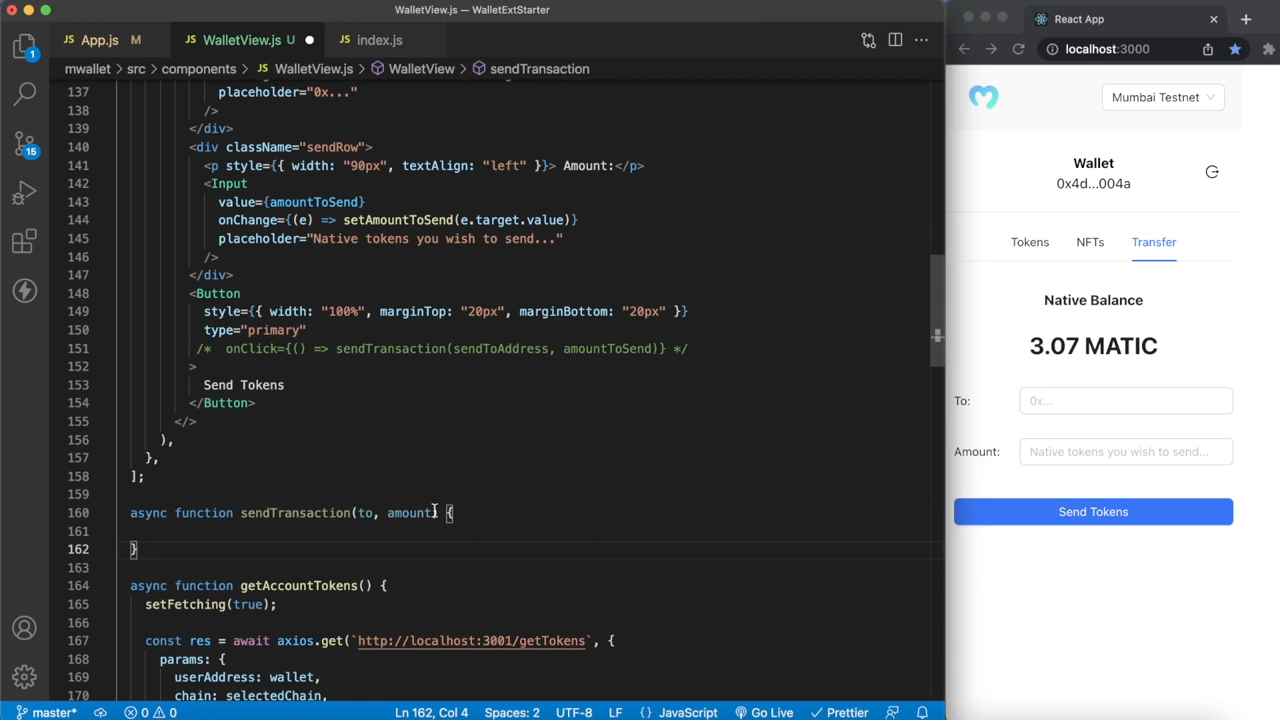 WalletView.js — WalletExtStarter
JS App.js M
JS WalletView.js U
JS index.js
mwallet > src > components > JS WalletView.js > WalletView > sendTransaction
137 placeholder="0x..."
138 />
139 </div>
140 <div className="sendRow">
141 <p style={{ width: "90px", textAlign: "left" }}> Amount:</p>
142 <Input
143 value={amountToSend}
144 onChange={(e) => setAmountToSend(e.target.value)}
145 placeholder="Native tokens you wish to send..."
146 />
147 </div>
148 <Button
149 style={{ width: "100%", marginTop: "20px", marginBottom: "20px" }}
150 type="primary"
151 /*  onClick={() => sendTransaction(sendToAddress, amountToSend)} */
152 >
153 Send Tokens
154 </Button>
155 </>
156 ),
157 },
158 ];
159
160 async function sendTransaction(to, amount) {
161
162 }
163
164 async function getAccountTokens() {
165 setFetching(true);
166
167 const res = await axios.get(`http://localhost:3001/getTokens`, {
168 params: {
169 userAddress: wallet,
170 chain: selectedChain,
1
15
master*
0 0
Ln 162, Col 4
Spaces: 2
UTF-8
LF
{} JavaScript
Go Live
Prettier
React App
localhost:3000
Mumbai Testnet
Wallet
0x4d...004a
Tokens NFTs Transfer
Native Balance
3.07 MATIC
To: 0x...
Amount: Native tokens you wish to send...
Send Tokens